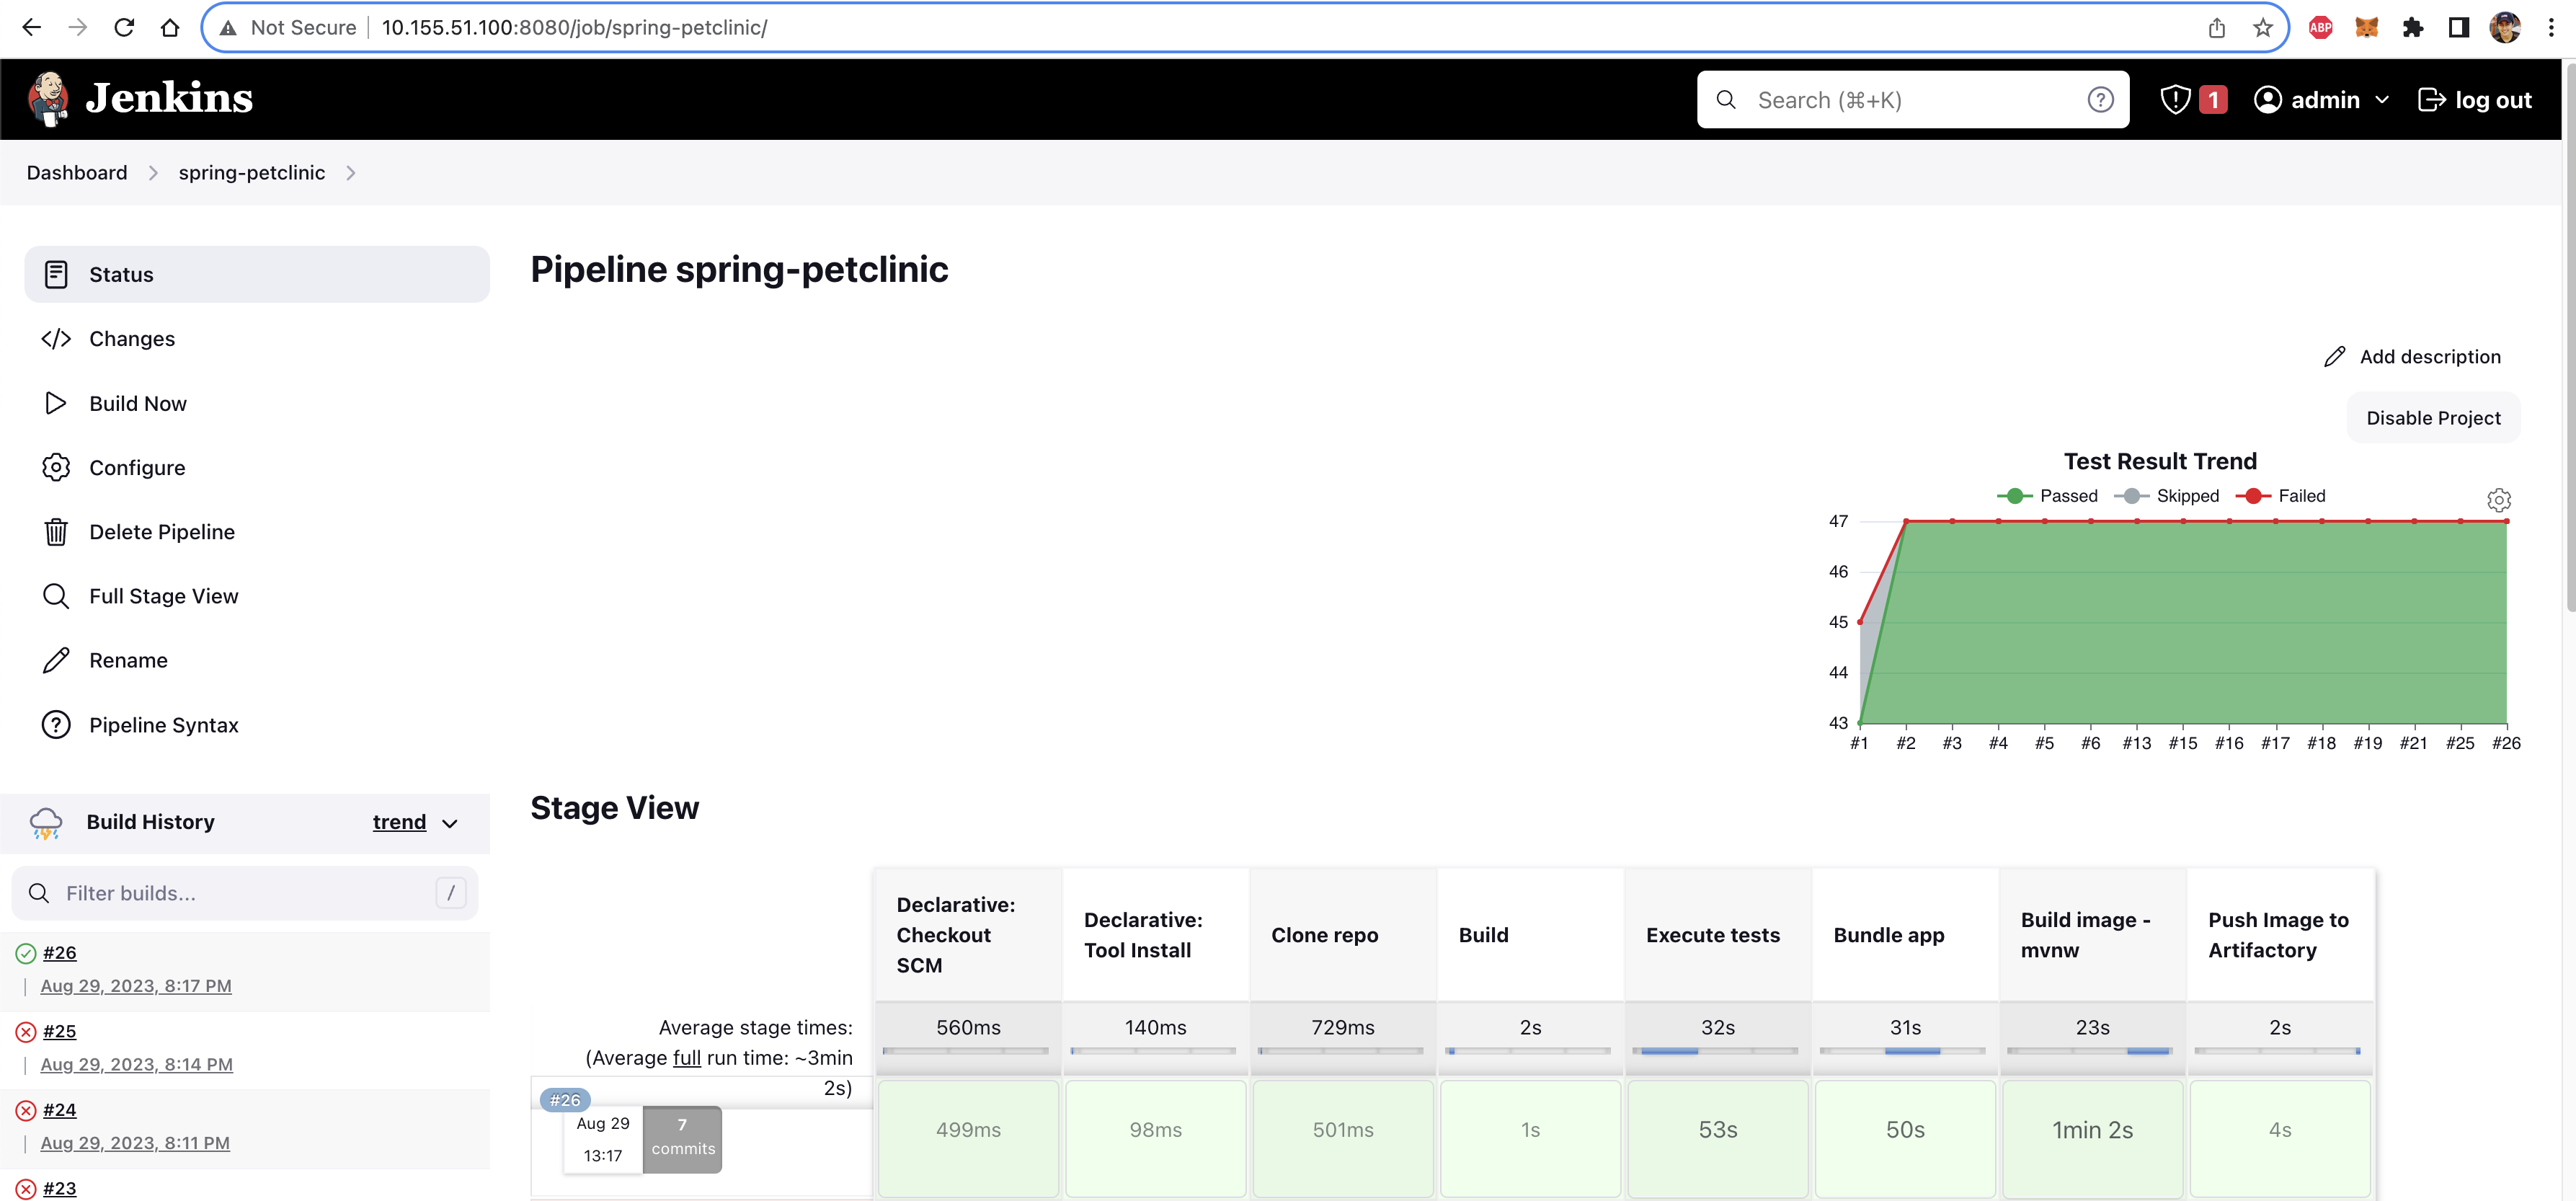 Not Secure 10.155.51.100:8080/job/spring-petclinic/
ABP
Jenkins
Search (⌘+K)
?
1
admin
log out
Dashboard
spring-petclinic
Status
Changes
Build Now
Configure
Delete Pipeline
Full Stage View
Rename
Pipeline Syntax
Pipeline spring-petclinic
Add description
Disable Project
Test Result Trend
Passed Skipped Failed
47
46
45
44
43
#1 #2 #3 #4 #5 #6 #13 #15 #16 #17 #18 #19 #21 #25 #26
Build History trend
Filter builds...
/
#26
Aug 29, 2023, 8:17 PM
#25
Aug 29, 2023, 8:14 PM
#24
Aug 29, 2023, 8:11 PM
#23
Stage View
Declarative:
Checkout
SCM
Declarative:
Tool Install
Clone repo
Build
Execute tests
Bundle app
Build image -
mvnw
Push Image to
Artifactory
Average stage times:
(Average full run time: ~3min
2s)
560ms 140ms 729ms 2s 32s 31s 23s 2s
#26
Aug 29
13:17
7
commits
499ms 98ms 501ms 1s 53s 50s 1min 2s 4s